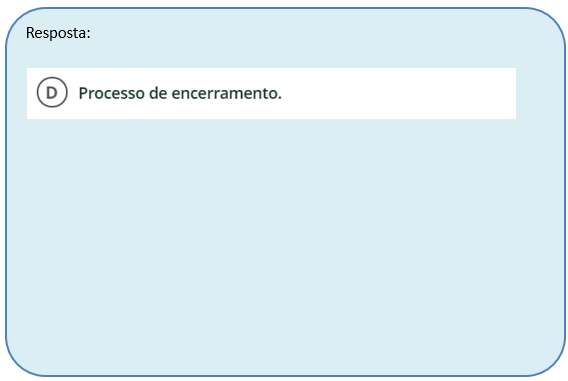 Resposta:
D Processo de encerramento.